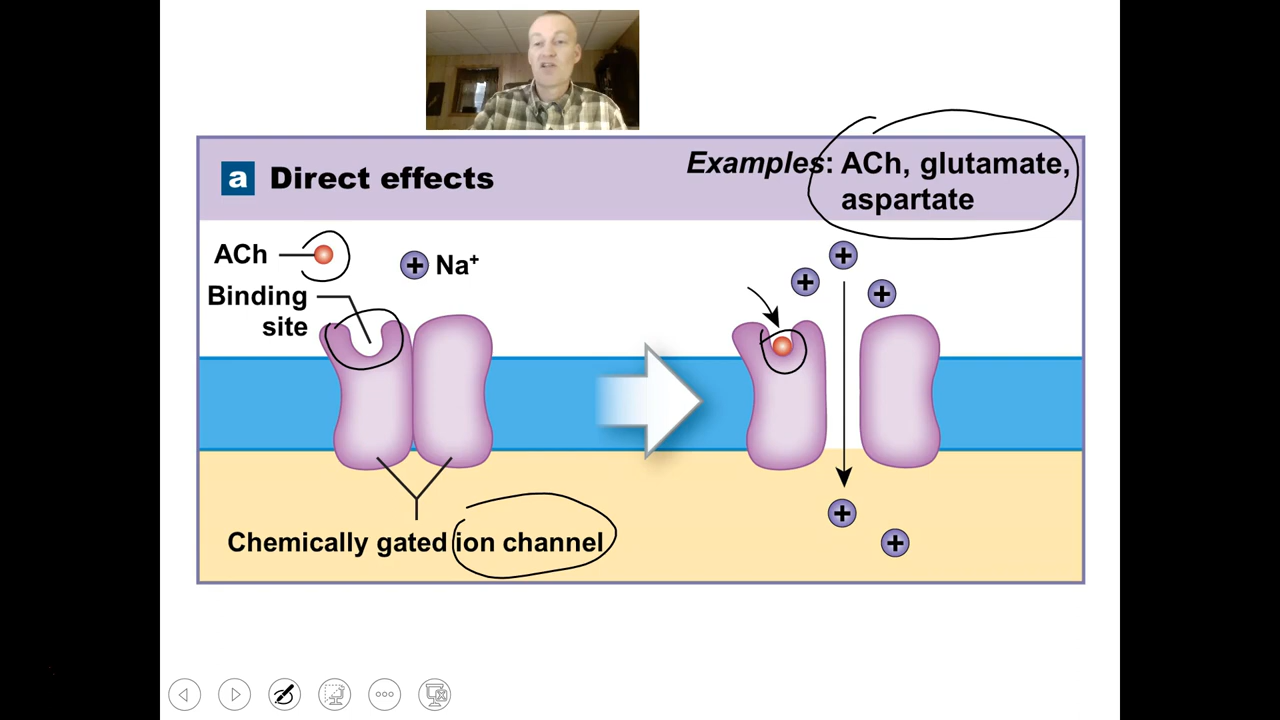 a Direct effects
Examples: ACh, glutamate,
aspartate
ACh
Na⁺
Binding
site
+
+
+
+
Chemically gated ion channel
+
+